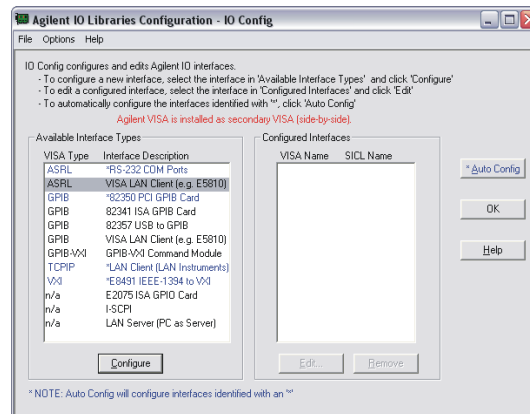 Agilent IO Libraries Configuration - IO Config
File Options Help
IO Config configures and edits Agilent IO interfaces.
- To configure a new interface, select the interface in 'Available Interface Types' and click 'Configure'
- To edit a configured interface, select the interface in 'Configured Interfaces' and click 'Edit'
- To automatically configure the interfaces identified with '*', click 'Auto Config'
Agilent VISA is installed as secondary VISA (side-by-side).
Available Interface Types
VISA Type Interface Description
ASRL *RS-232 COM Ports
ASRL VISA LAN Client (e.g. E5810)
GPIB *82350 PCI GPIB Card
GPIB 82341 ISA GPIB Card
GPIB 82357 USB to GPIB
GPIB VISA LAN Client (e.g. E5810)
GPIB-VXI GPIB-VXI Command Module
TCPIP *LAN Client (LAN Instruments)
VXI *E8491 IEEE-1394 to VXI
n/a E2075 ISA GPIO Card
n/a I-SCPI
n/a LAN Server (PC as Server)
Configure
Configured Interfaces
VISA Name SICL Name
Edit... Remove
* Auto Config
OK
Help
* NOTE: Auto Config will configure interfaces identified with an '*'